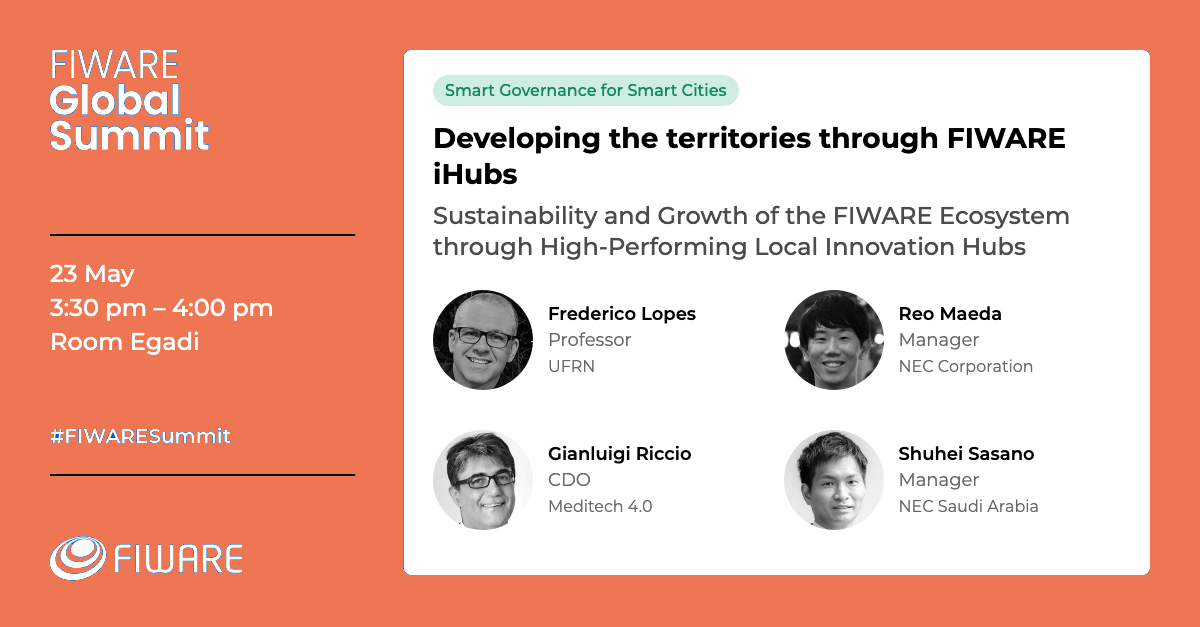 FIWARE
Global
Summit
23 May
3:30 pm – 4:00 pm
Room Egadi
#FIWARESummit
FIWARE
Smart Governance for Smart Cities
Developing the territories through FIWARE
iHubs
Sustainability and Growth of the FIWARE Ecosystem
through High-Performing Local Innovation Hubs
Frederico Lopes
Professor
UFRN
Reo Maeda
Manager
NEC Corporation
Gianluigi Riccio
CDO
Meditech 4.0
Shuhei Sasano
Manager
NEC Saudi Arabia